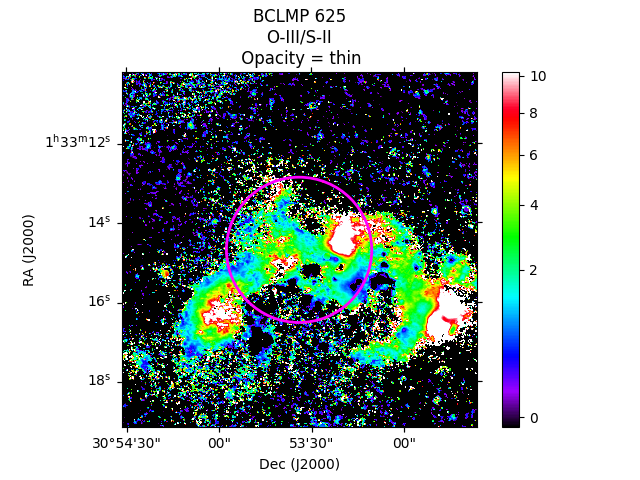 BCLMP 625
O-III/S-II
Opacity = thin
10
8
6
4
2
0
1ʰ33ᵐ12ˢ
14ˢ
16ˢ
18ˢ
RA (J2000)
30°54'30" 00" 53'30" 00"
Dec (J2000)